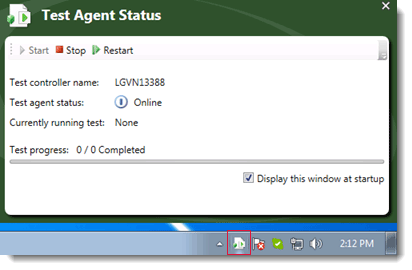 Test Agent Status
Start Stop Restart
Test controller name: LGVN13388
Test agent status: Online
Currently running test: None
Test progress: 0 / 0 Completed
Display this window at startup
2:12 PM